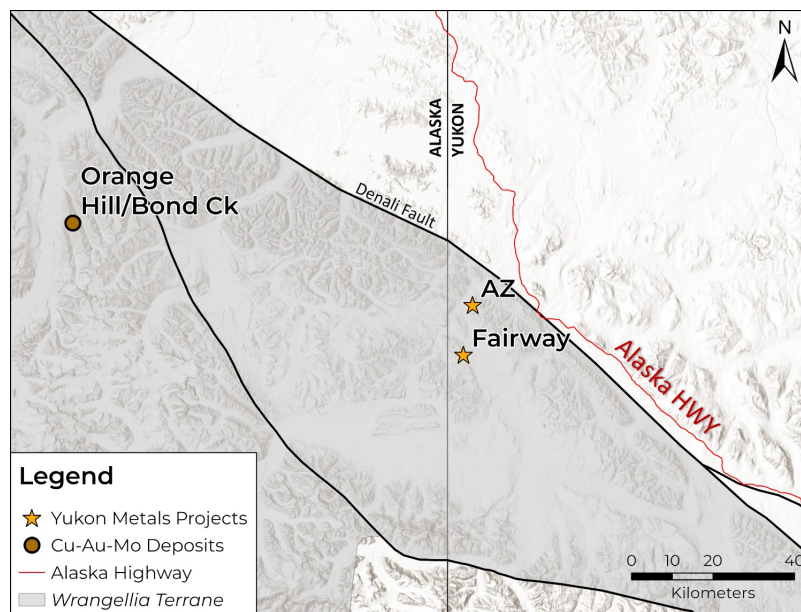 N
ALASKA
YUKON
Orange
Hill/Bond Ck
Denali Fault
AZ
Fairway
Alaska HWY
Legend
Yukon Metals Projects
Cu-Au-Mo Deposits
Alaska Highway
Wrangellia Terrane
0 10 20 40
Kilometers